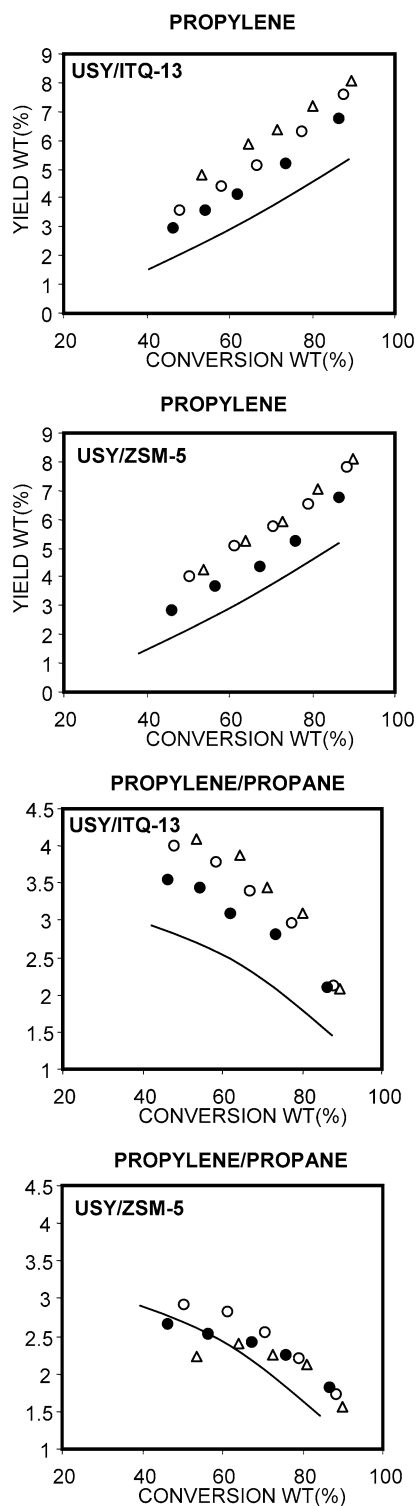 PROPYLENE
USY/ITQ-13
YIELD WT(%)
9
8
7
6
5
4
3
2
1
0
20 40 60 80 100
CONVERSION WT(%)
PROPYLENE
USY/ZSM-5
YIELD WT(%)
9
8
7
6
5
4
3
2
1
0
20 40 60 80 100
CONVERSION WT(%)
PROPYLENE/PROPANE
USY/ITQ-13
4.5
4
3.5
3
2.5
2
1.5
1
20 40 60 80 100
CONVERSION WT(%)
PROPYLENE/PROPANE
USY/ZSM-5
4.5
4
3.5
3
2.5
2
1.5
1
20 40 60 80 100
CONVERSION WT(%)